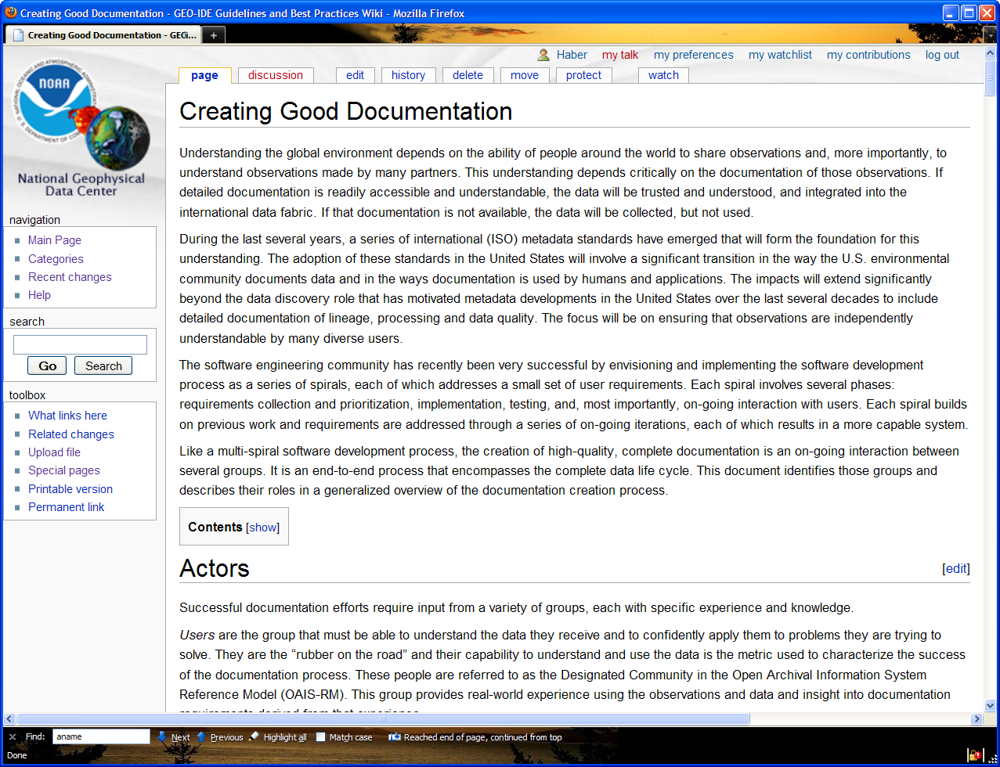 Creating Good Documentation - GEO-IDE Guidelines and Best Practices Wiki - Mozilla Firefox
Creating Good Documentation - GEO...
Haber my talk my preferences my watchlist my contributions log out
page discussion edit history delete move protect watch
NOAA
National Geophysical
Data Center
navigation
Main Page
Categories
Recent changes
Help
search
Go Search
toolbox
What links here
Related changes
Upload file
Special pages
Printable version
Permanent link
Creating Good Documentation
Understanding the global environment depends on the ability of people around the world to share observations and, more importantly, to
understand observations made by many partners. This understanding depends critically on the documentation of those observations. If
detailed documentation is readily accessible and understandable, the data will be trusted and understood, and integrated into the
international data fabric. If that documentation is not available, the data will be collected, but not used.
During the last several years, a series of international (ISO) metadata standards have emerged that will form the foundation for this
understanding. The adoption of these standards in the United States will involve a significant transition in the way the U.S. environmental
community documents data and in the ways documentation is used by humans and applications. The impacts will extend significantly
beyond the data discovery role that has motivated metadata developments in the United States over the last several decades to include
detailed documentation of lineage, processing and data quality. The focus will be on ensuring that observations are independently
understandable by many diverse users.
The software engineering community has recently been very successful by envisioning and implementing the software development
process as a series of spirals, each of which addresses a small set of user requirements. Each spiral involves several phases:
requirements collection and prioritization, implementation, testing, and, most importantly, on-going interaction with users. Each spiral builds
on previous work and requirements are addressed through a series of on-going iterations, each of which results in a more capable system.
Like a multi-spiral software development process, the creation of high-quality, complete documentation is an on-going interaction between
several groups. It is an end-to-end process that encompasses the complete data life cycle. This document identifies those groups and
describes their roles in a generalized overview of the documentation creation process.
Contents [show]
Actors [edit]
Successful documentation efforts require input from a variety of groups, each with specific experience and knowledge.
Users are the group that must be able to understand the data they receive and to confidently apply them to problems they are trying to
solve. They are the “rubber on the road” and their capability to understand and use the data is the metric used to characterize the success
of the documentation process. These people are referred to as the Designated Community in the Open Archival Information System
Reference Model (OAIS-RM). This group provides real-world experience using the observations and data and insight into documentation
requirements derived from that experience.
Find: aname Next Previous Highlight all Match case Reached end of page, continued from top
Done